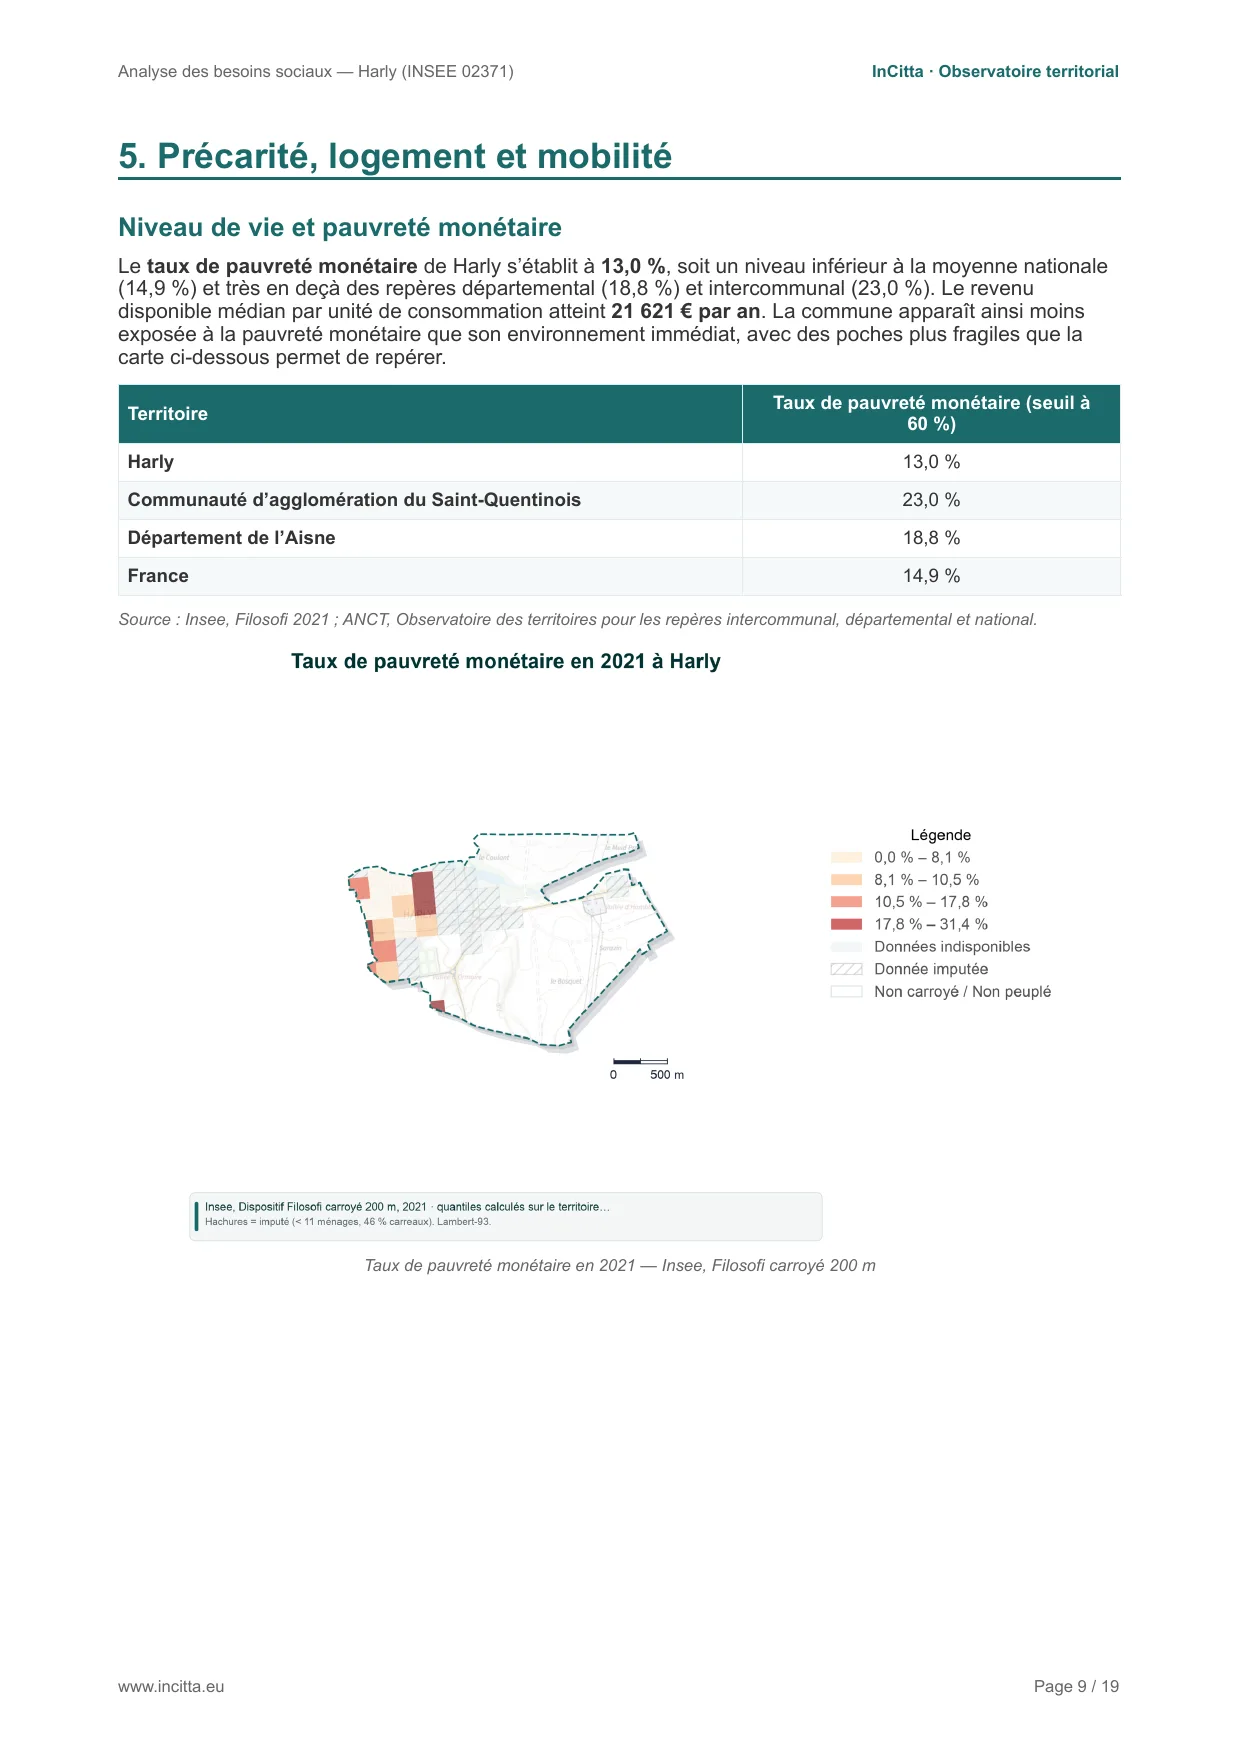 Analyse des besoins sociaux — Harly (INSEE 02371)
InCitta · Observatoire territorial
5. Précarité, logement et mobilité
Niveau de vie et pauvreté monétaire
Le taux de pauvreté monétaire de Harly s’établit à 13,0 %, soit un niveau inférieur à la moyenne nationale
(14,9 %) et très en deçà des repères départemental (18,8 %) et intercommunal (23,0 %). Le revenu
disponible médian par unité de consommation atteint 21 621 € par an. La commune apparaît ainsi moins
exposée à la pauvreté monétaire que son environnement immédiat, avec des poches plus fragiles que la
carte ci-dessous permet de repérer.
Territoire
Taux de pauvreté monétaire (seuil à
60 %)
Harly
13,0 %
Communauté d’agglomération du Saint-Quentinois
23,0 %
Département de l’Aisne
18,8 %
France
14,9 %
Source : Insee, Filosofi 2021 ; ANCT, Observatoire des territoires pour les repères intercommunal, départemental et national.
Taux de pauvreté monétaire en 2021 à Harly
le Bosquet
0 500 m
Légende
0,0 % – 8,1 %
8,1 % – 10,5 %
10,5 % – 17,8 %
17,8 % – 31,4 %
Données indisponibles
Donnée imputée
Non carroyé / Non peuplé
Insee, Dispositif Filosofi carroyé 200 m, 2021 · quantiles calculés sur le territoire…
Hachures = imputé (< 11 ménages, 46 % carreaux). Lambert-93.
Taux de pauvreté monétaire en 2021 — Insee, Filosofi carroyé 200 m
www.incitta.eu
Page 9 / 19